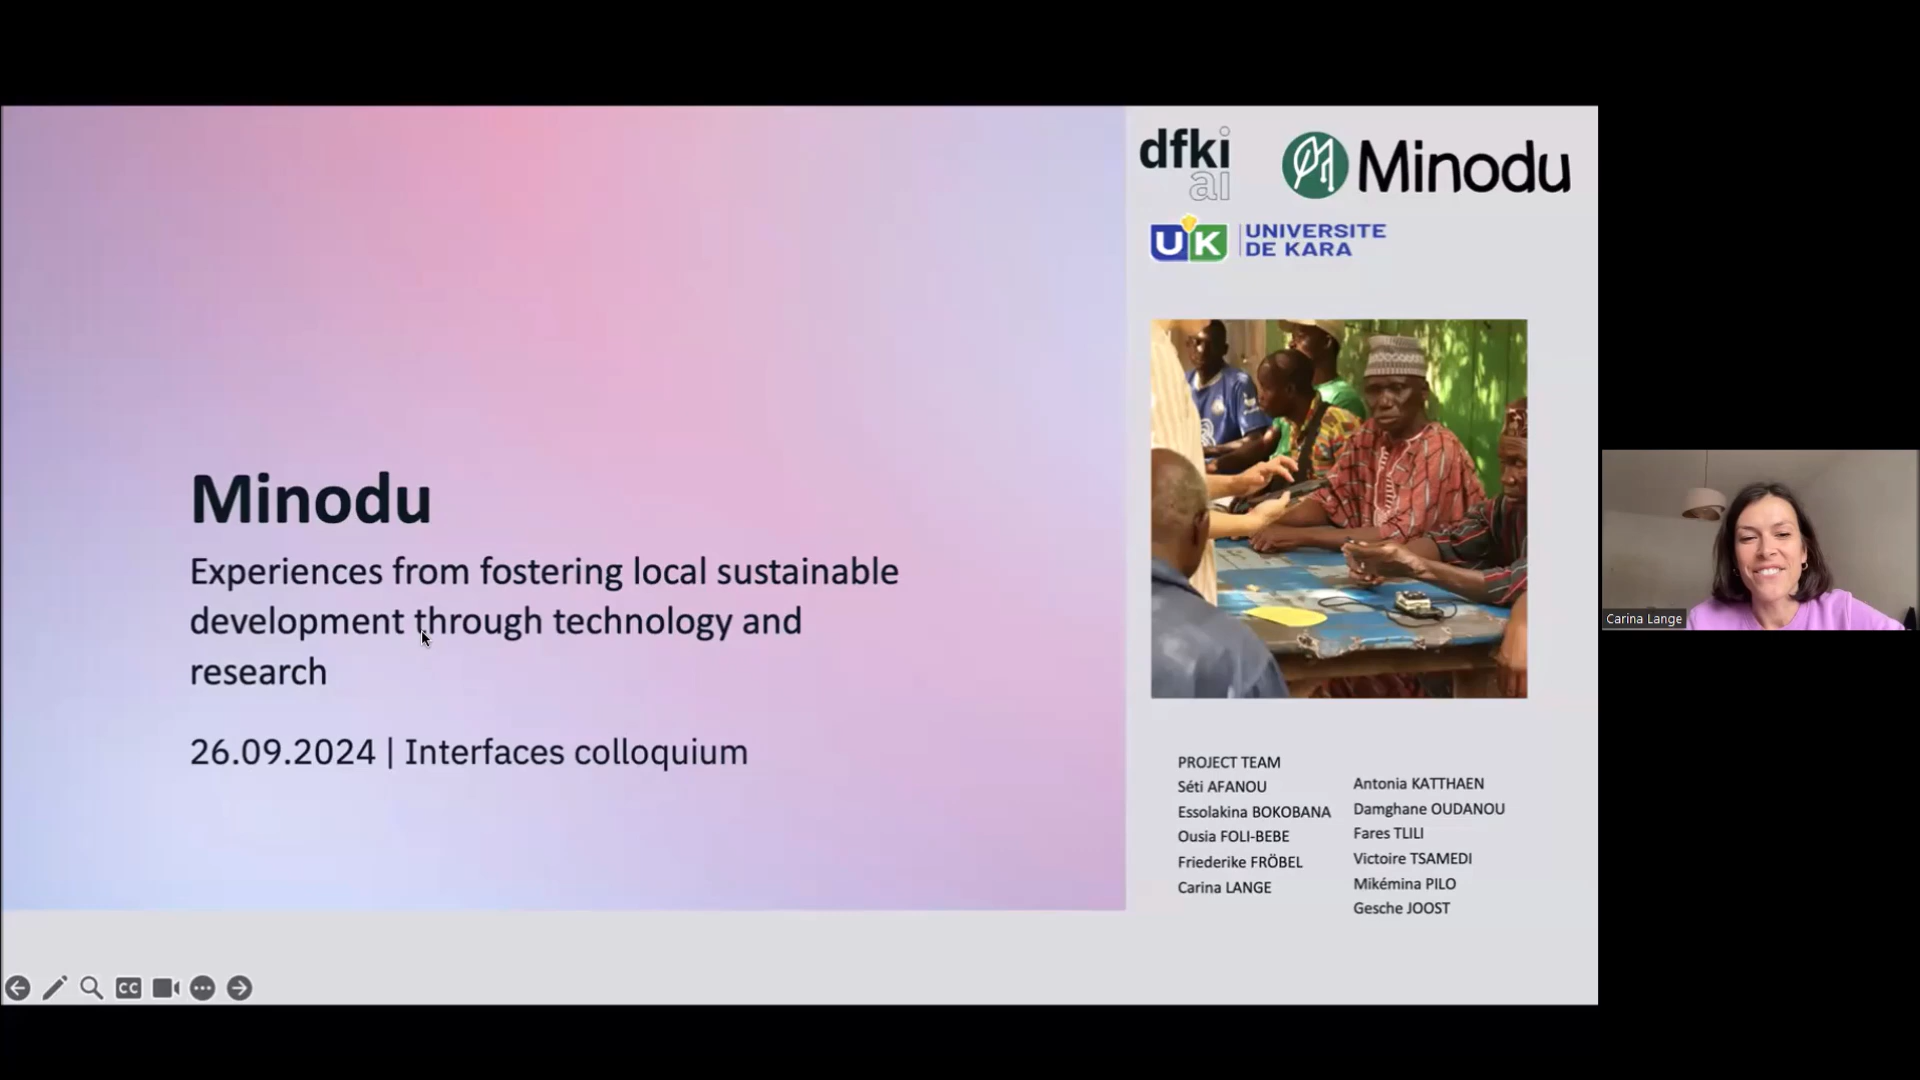 dfki
ai
Minodu
UK
UNIVERSITE
DE KARA
Minodu
Experiences from fostering local sustainable
development through technology and
research
26.09.2024 | Interfaces colloquium
PROJECT TEAM
Séti AFANOU
Essolakina BOKOBANA
Ousia FOLI-BEBE
Friederike FRÖBEL
Carina LANGE
Antonia KATTHAEN
Damghane OUDANOU
Fares TLILI
Victoire TSAMEDI
Mikémina PILO
Gesche JOOST
Carina Lange
CC